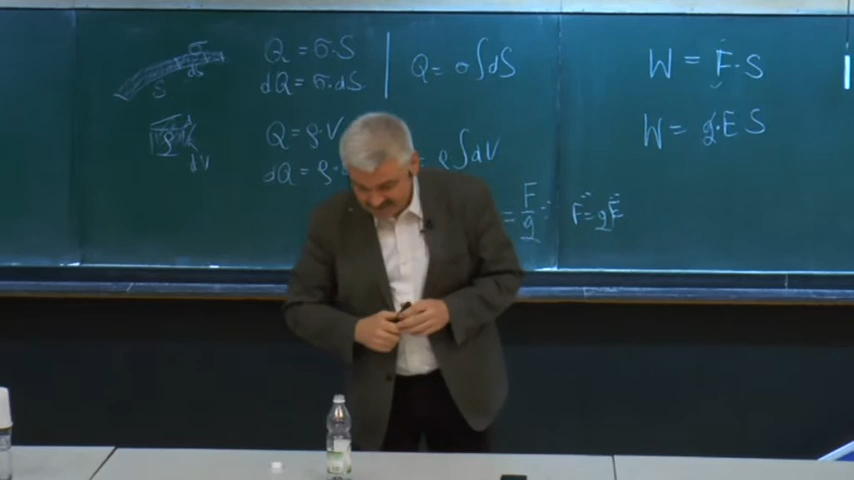 σ
dS
S
Q = σ·S
dQ = σ·dS
Q = σ∫dS
ρ
dV
Q = ρ·V
dQ = ρ·
ρ∫dV
= F/q
F = qE
W = F·S
W = q·E S